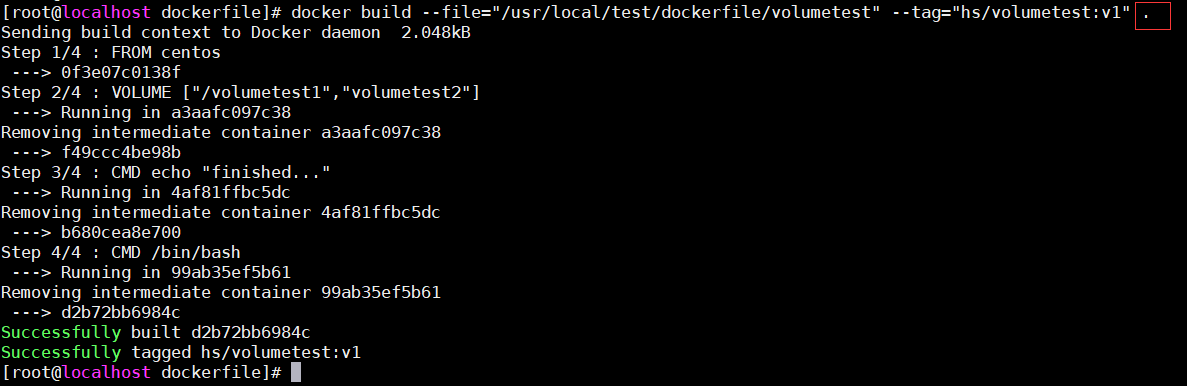 [root@localhost dockerfile]# docker build --file="/usr/local/test/dockerfile/volumetest" --tag="hs/volumetest:v1" .
Sending build context to Docker daemon  2.048kB
Step 1/4 : FROM centos
 ---> 0f3e07c0138f
Step 2/4 : VOLUME ["/volumetest1","volumetest2"]
 ---> Running in a3aafc097c38
Removing intermediate container a3aafc097c38
 ---> f49ccc4be98b
Step 3/4 : CMD echo "finished..."
 ---> Running in 4af81ffbc5dc
Removing intermediate container 4af81ffbc5dc
 ---> b680cea8e700
Step 4/4 : CMD /bin/bash
 ---> Running in 99ab35ef5b61
Removing intermediate container 99ab35ef5b61
 ---> d2b72bb6984c
Successfully built d2b72bb6984c
Successfully tagged hs/volumetest:v1
[root@localhost dockerfile]#